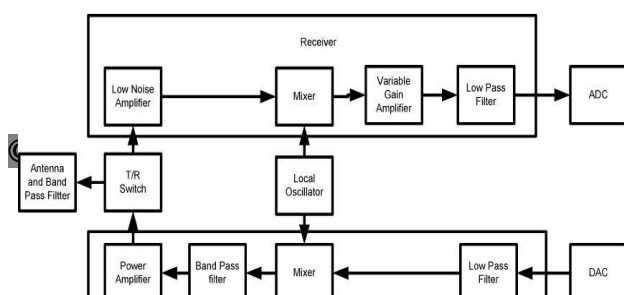 Receiver
Low Noise
Amplifier
Mixer
Variable
Gain
Amplifier
Low Pass
Filter
ADC
Antenna
and Band
Pass Filtter
T/R
Switch
Local
Oscillator
Power
Amplifier
Band Pass
filter
Mixer
Low Pass
Filter
DAC